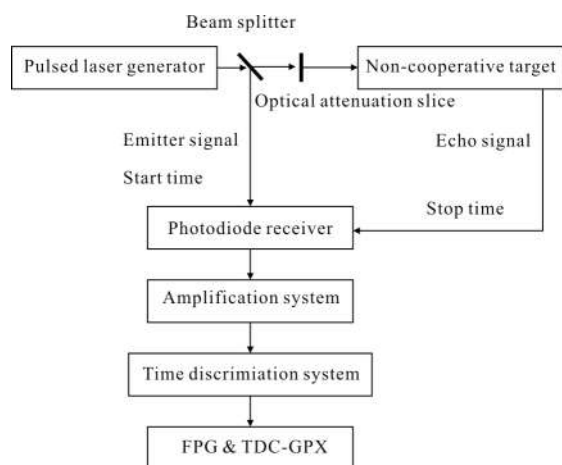 Beam splitter
Pulsed laser generator
Non-cooperative target
Optical attenuation slice
Emitter signal
Echo signal
Start time
Stop time
Photodiode receiver
Amplification system
Time discrimiation system
FPG & TDC-GPX